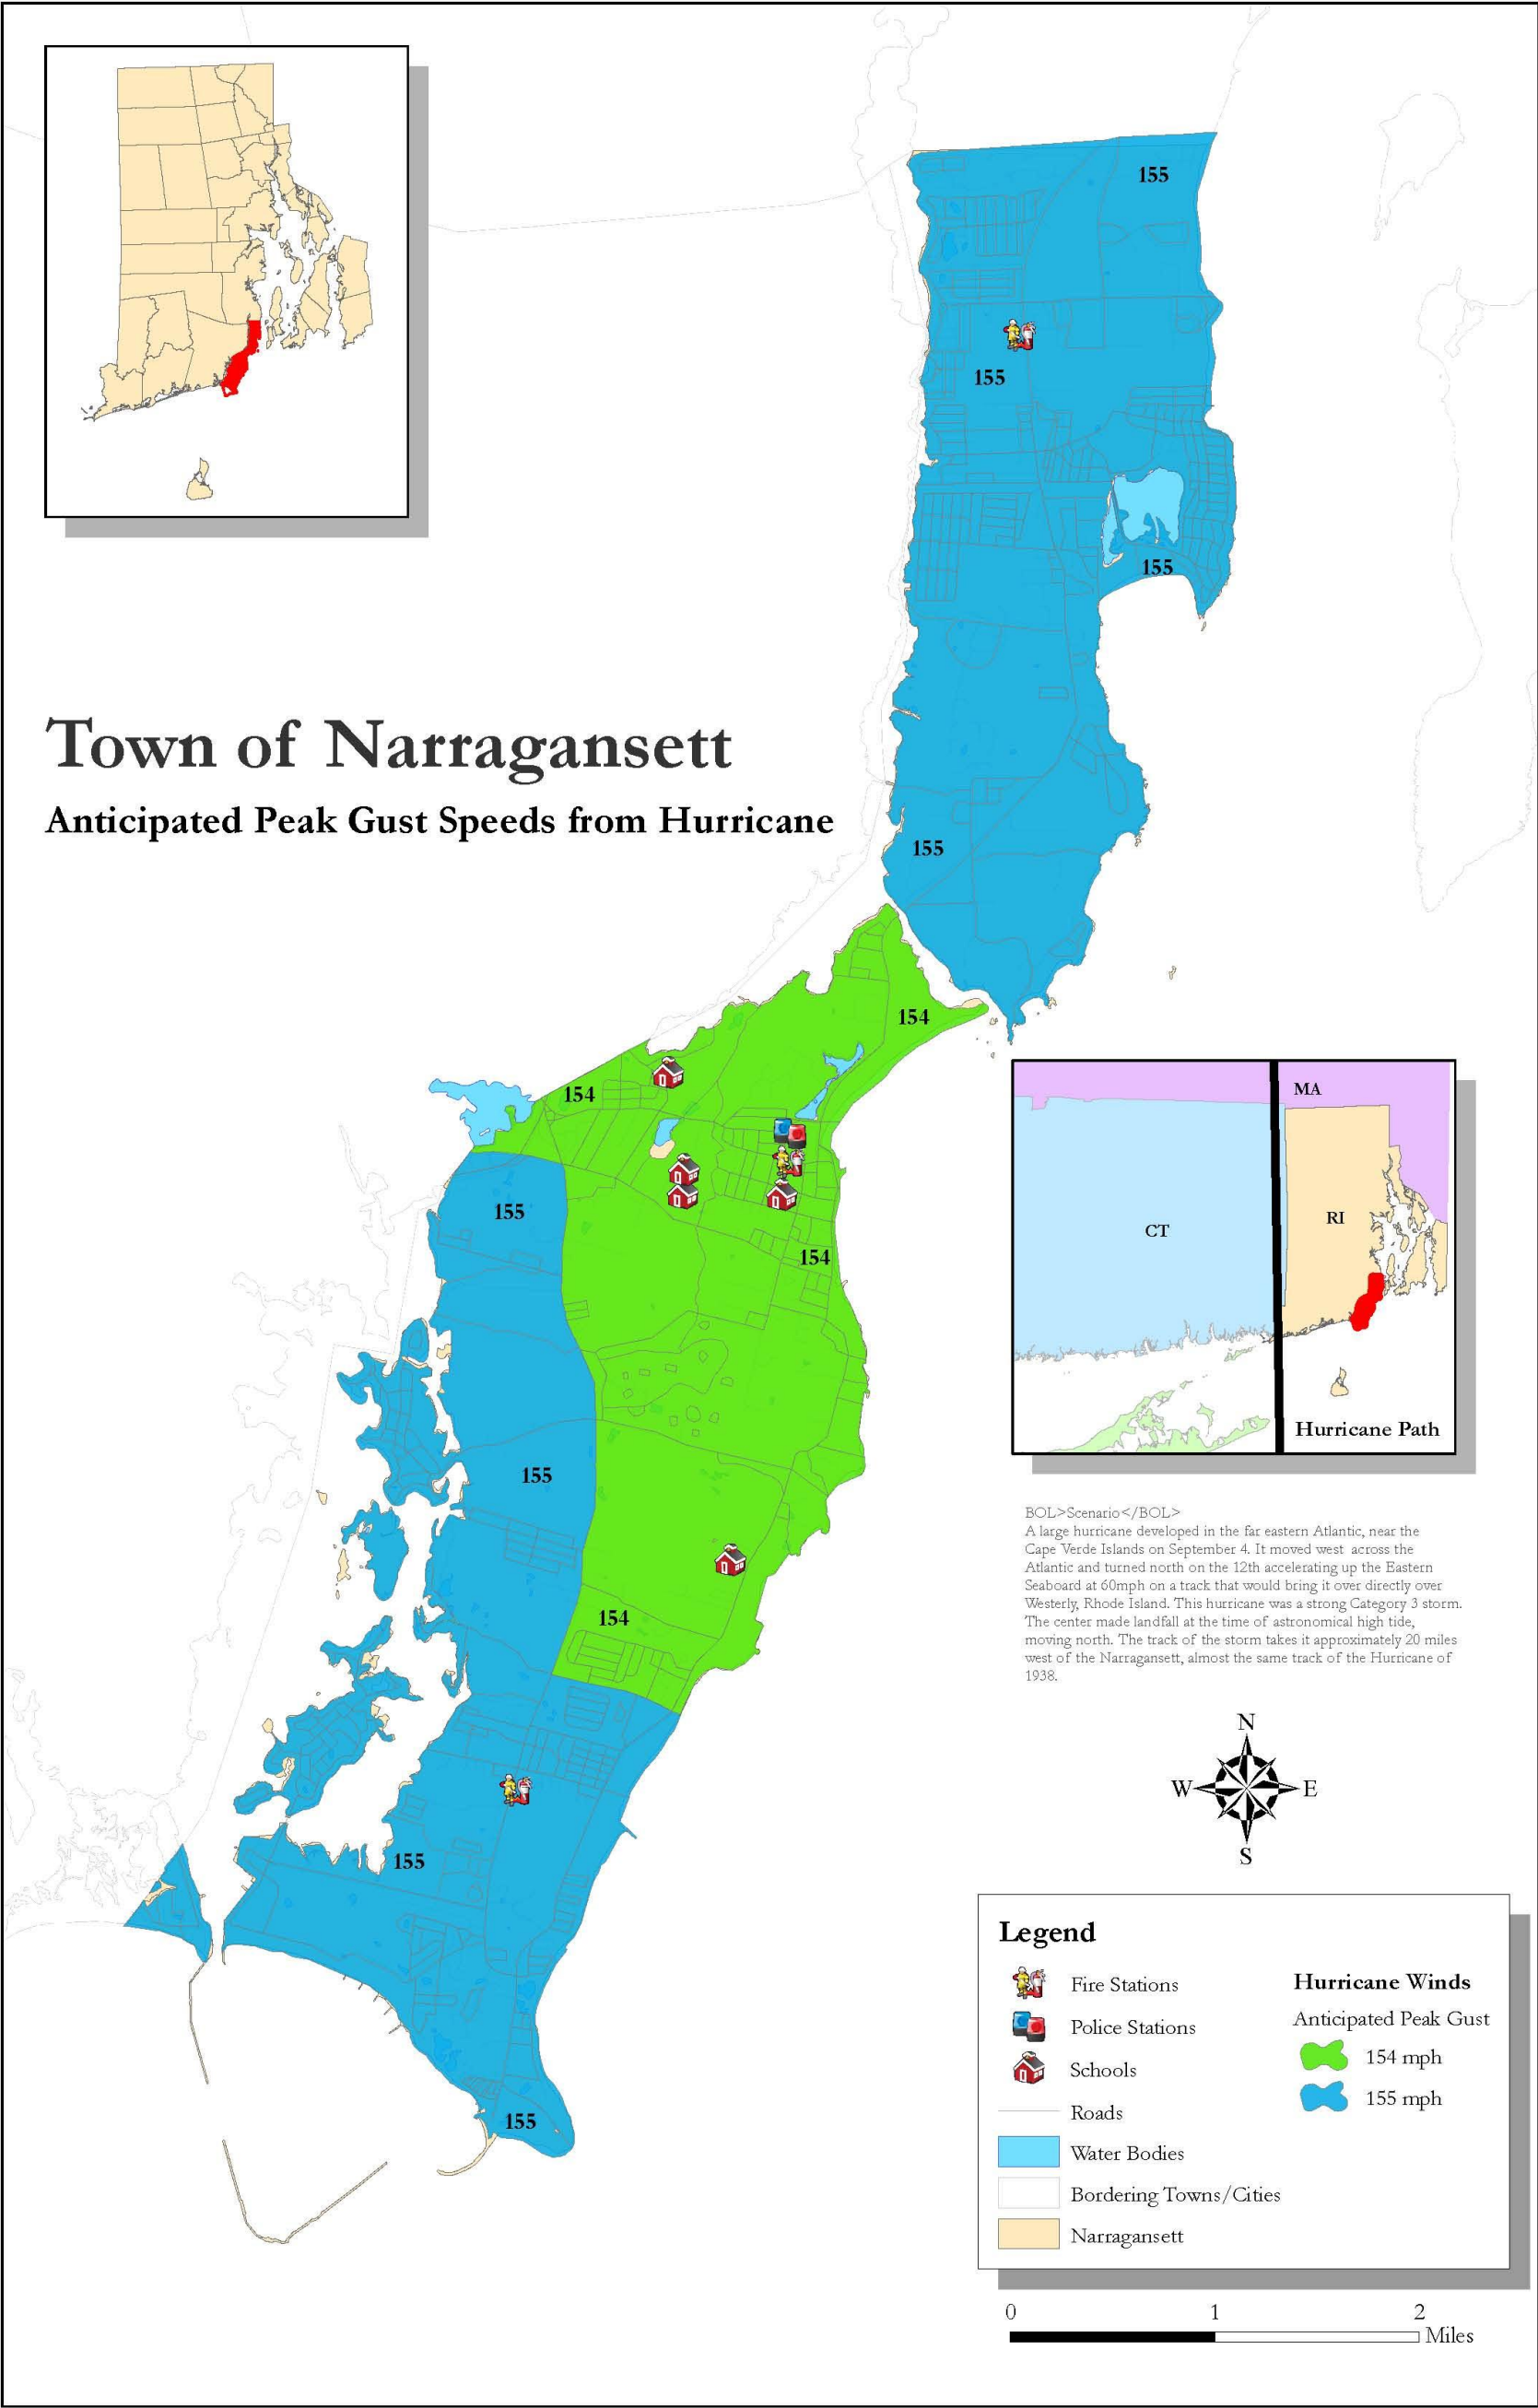 155
155
155
Town of Narragansett
Anticipated Peak Gust Speeds from Hurricane
155
154
154
155
154
155
154
155
155
MA
CT
RI
Hurricane Path
BOL>Scenario</BOL>
A large hurricane developed in the far eastern Atlantic, near the
Cape Verde Islands on September 4. It moved west across the
Atlantic and turned north on the 12th accelerating up the Eastern
Seaboard at 60mph on a track that would bring it over directly over
Westerly, Rhode Island. This hurricane was a strong Category 3 storm.
The center made landfall at the time of astronomical high tide,
moving north. The track of the storm takes it approximately 20 miles
west of the Narragansett, almost the same track of the Hurricane of
1938.
N
W E
S
Legend
Fire Stations
Police Stations
Schools
Roads
Water Bodies
Bordering Towns/Cities
Narragansett
Hurricane Winds
Anticipated Peak Gust
154 mph
155 mph
0 1 2
Miles